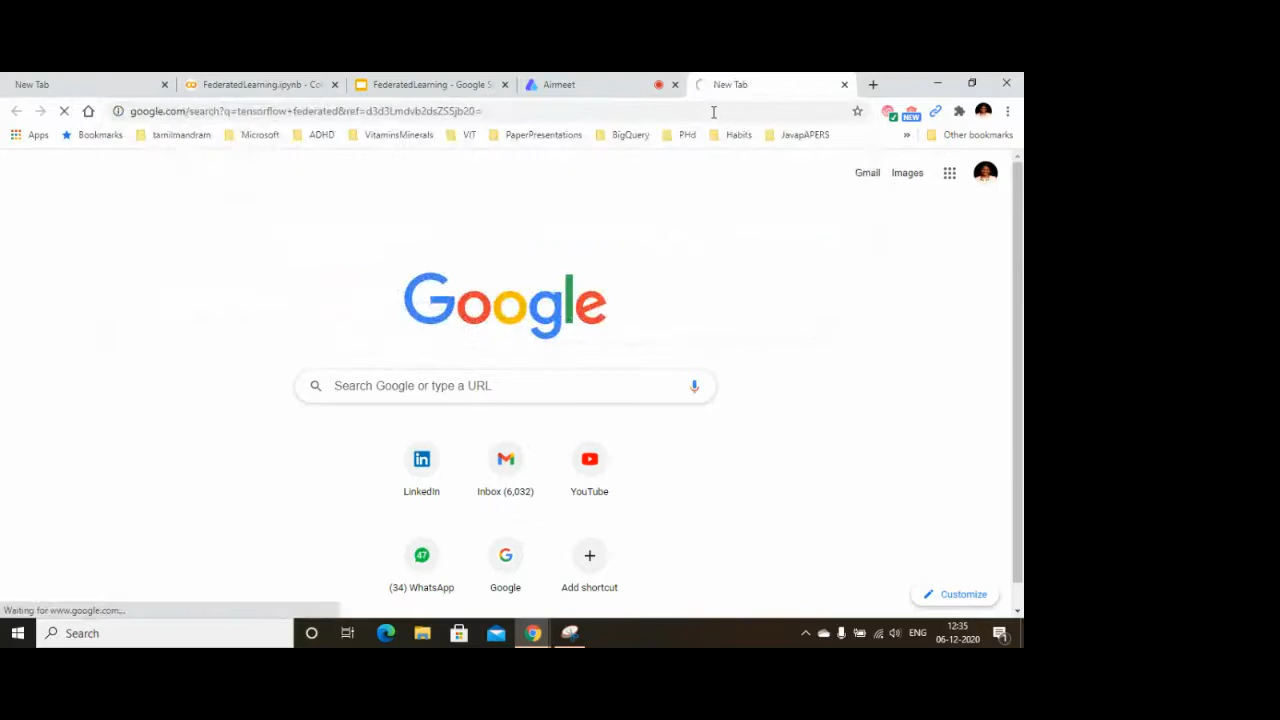 New Tab
FederatedLearning.ipynb - Co
FederatedLearning - Google S
Airmeet
New Tab
google.com/search?q=tensorflow+federated&ref=d3d3Lmdvb2dsZS5jb20=
NEW
Apps
Bookmarks
tamilmandram
Microsoft
ADHD
VitaminsMinerals
VIT
PaperPresentations
BigQuery
PHd
Habits
JavapAPERS
»
Other bookmarks
Gmail
Images
Google
Search Google or type a URL
LinkedIn
Inbox (6,032)
YouTube
47
(34) WhatsApp
Google
Add shortcut
Customize
Waiting for www.google.com...
Search
ENG
12:35
06-12-2020
1